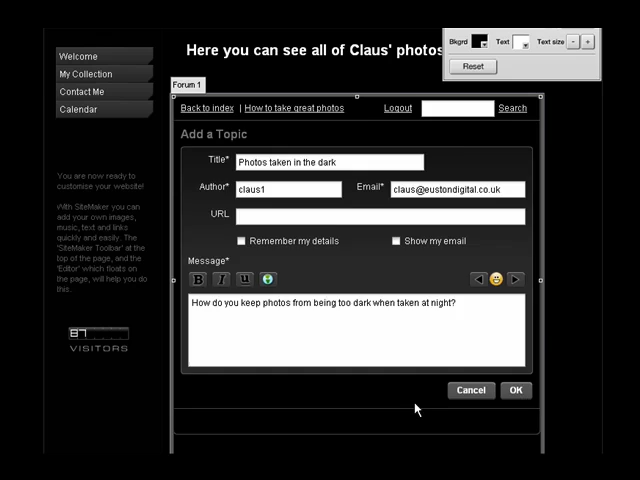 Here you can see all of Claus' photos
Bkgrd
Text
Text size
-
+
Reset
Welcome
My Collection
Contact Me
Calendar
You are now ready to
customise your website!
With SiteMaker you can
add your own images,
music, text and links
quickly and easily. The
'SiteMaker Toolbar' at the
top of the page, and the
'Editor' which floats on
the page, will help you do
this.
87
VISITORS
Forum 1
Back to index | How to take great photos
Logout
Search
Add a Topic
Title* Photos taken in the dark
Author* claus1
Email* claus@eustondigital.co.uk
URL
Remember my details
Show my email
Message*
B I U
How do you keep photos from being too dark when taken at night?
Cancel
OK